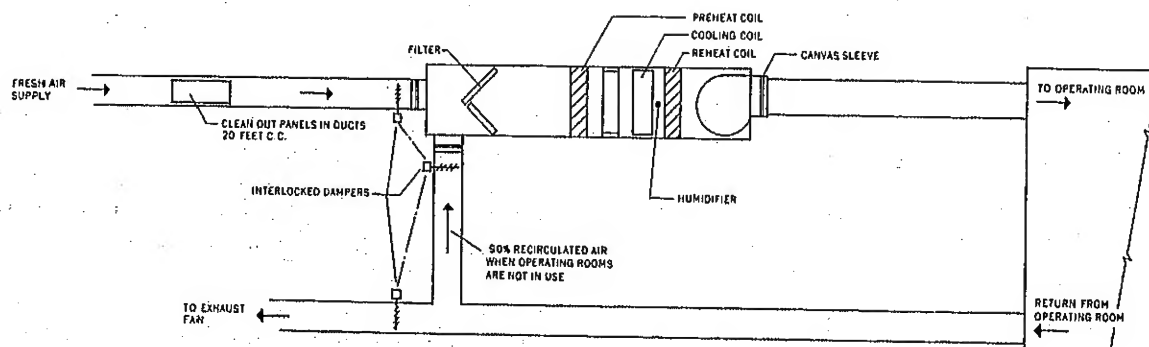 PREHEAT COIL
COOLING COIL
FILTER
REHEAT COIL
CANVAS SLEEVE
FRESH AIR
SUPPLY
TO OPERATING ROOM
CLEAN OUT PANELS IN DUCTS
20 FEET C.C.
INTERLOCKED DAMPERS
HUMIDIFIER
90% RECIRCULATED AIR
WHEN OPERATING ROOMS
ARE NOT IN USE
TO EXHAUST
FAN
RETURN FROM
OPERATING ROOM